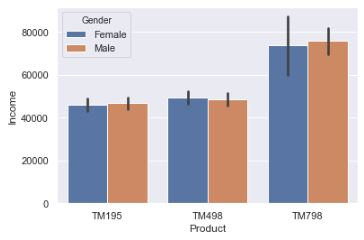 Gender
Female
Male
80000
60000
40000
20000
0
Income
TM195
TM498
TM798
Product